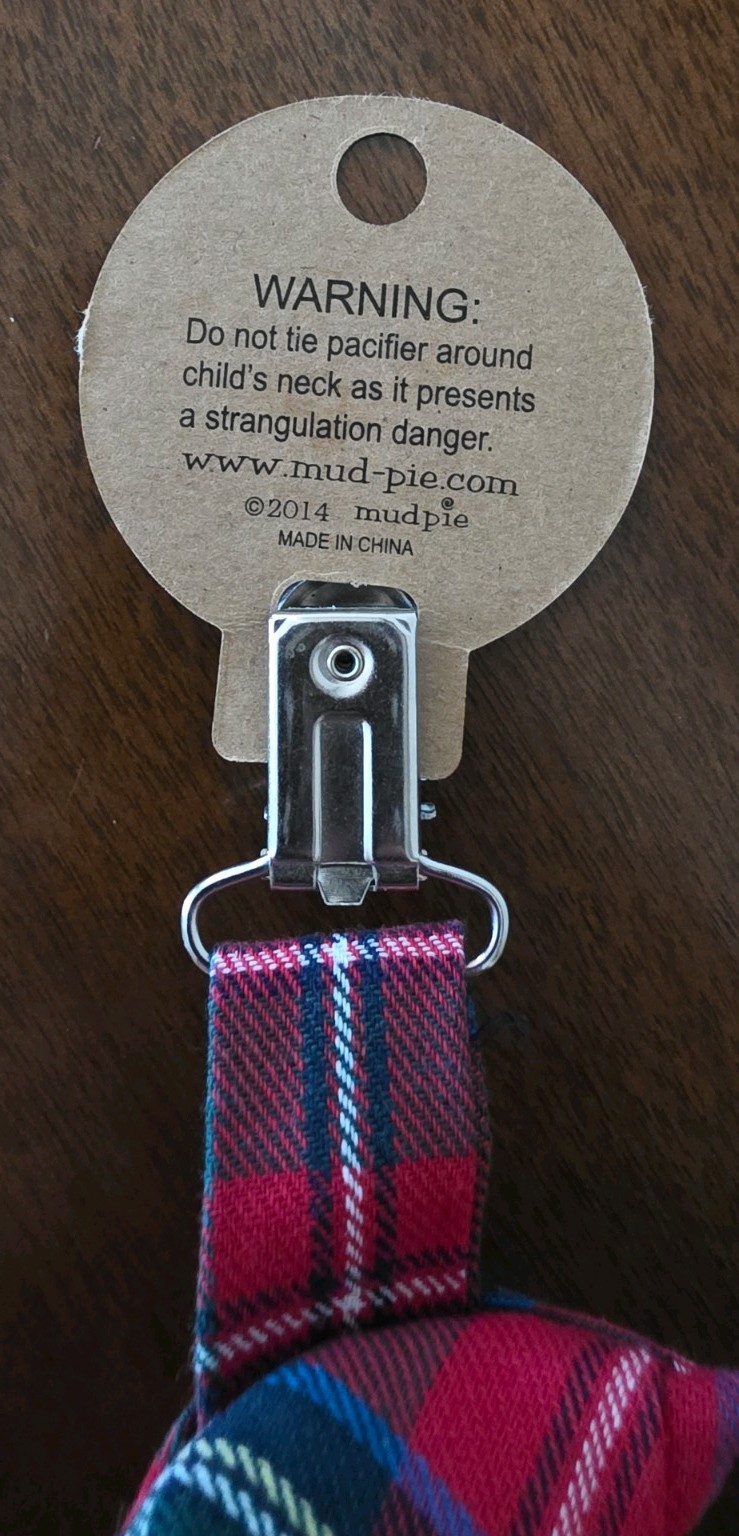 WARNING:
Do not tie pacifier around
child's neck as it presents
a strangulation danger.
www.mud-pie.com
©2014 mudpie
MADE IN CHINA